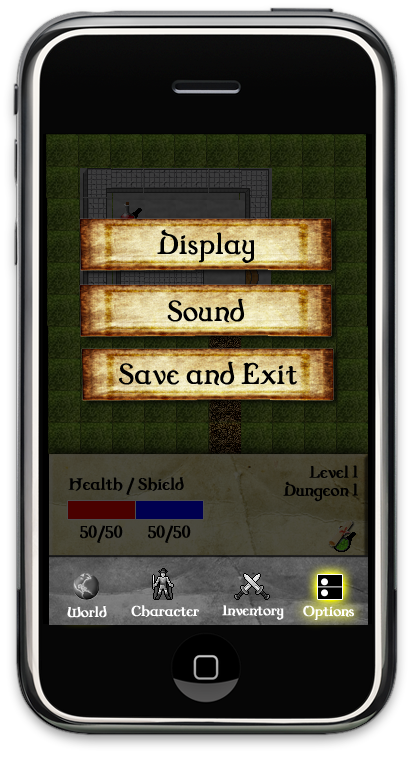 Display
Sound
Save and Exit
Health / Shield
Level 1
Dungeon 1
50/50 50/50
World Character Inventory Options